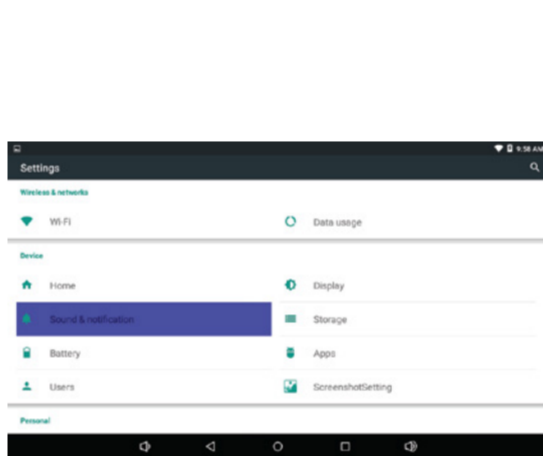 9:58 AM
Settings
Wireless & networks
Wi-Fi
Data usage
Device
Home
Display
Sound & notification
Storage
Battery
Apps
Users
ScreenshotSetting
Personal